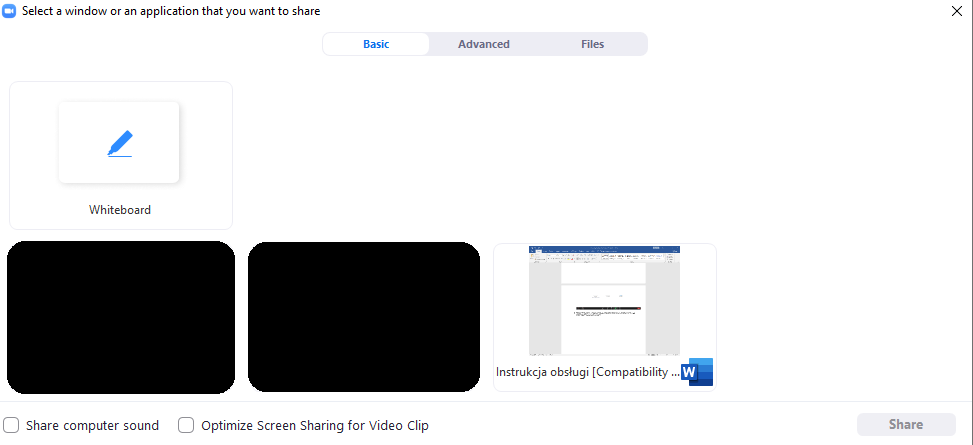 Select a window or an application that you want to share
Basic
Advanced
Files
Whiteboard
Instrukcja obsługi [Compatibility ...
W
Share computer sound
Optimize Screen Sharing for Video Clip
Share